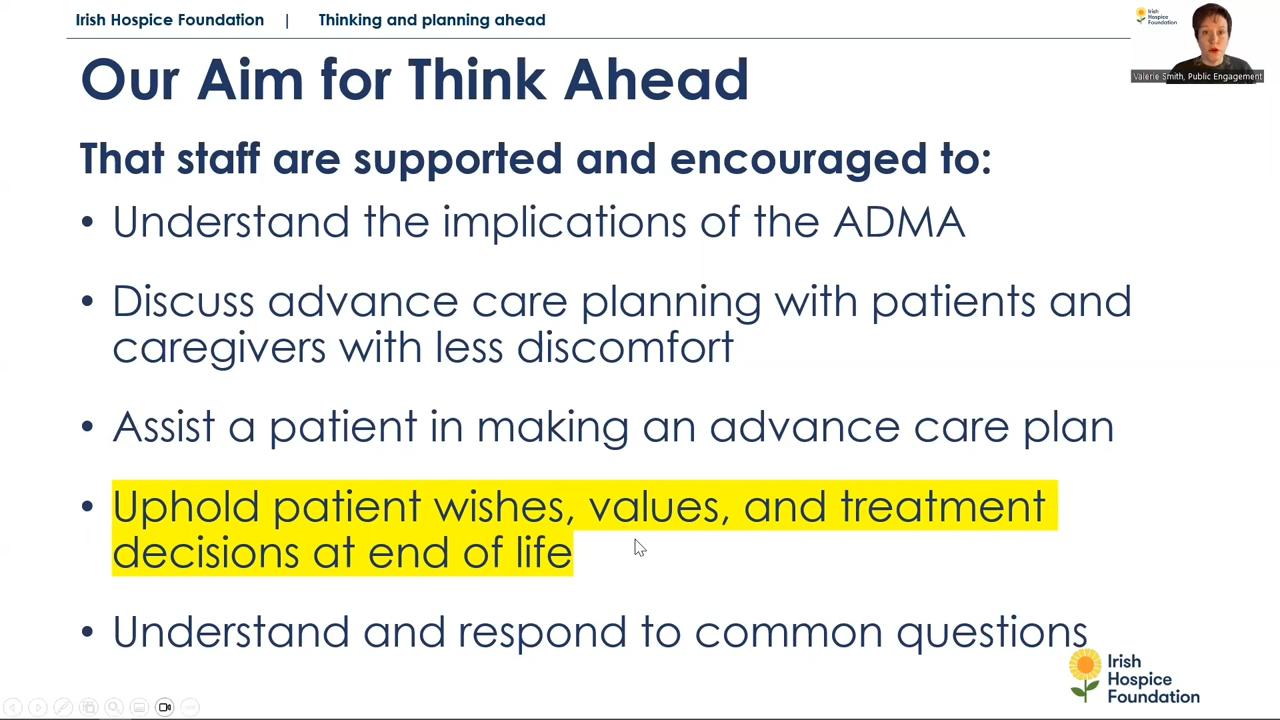 Irish Hospice Foundation | Thinking and planning ahead
Irish
Hospice
Foundation
Valerie Smith, Public Engagement
Our Aim for Think Ahead
That staff are supported and encouraged to:
• Understand the implications of the ADMA
• Discuss advance care planning with patients and
caregivers with less discomfort
• Assist a patient in making an advance care plan
• Uphold patient wishes, values, and treatment
decisions at end of life
• Understand and respond to common questions
Irish
Hospice
Foundation